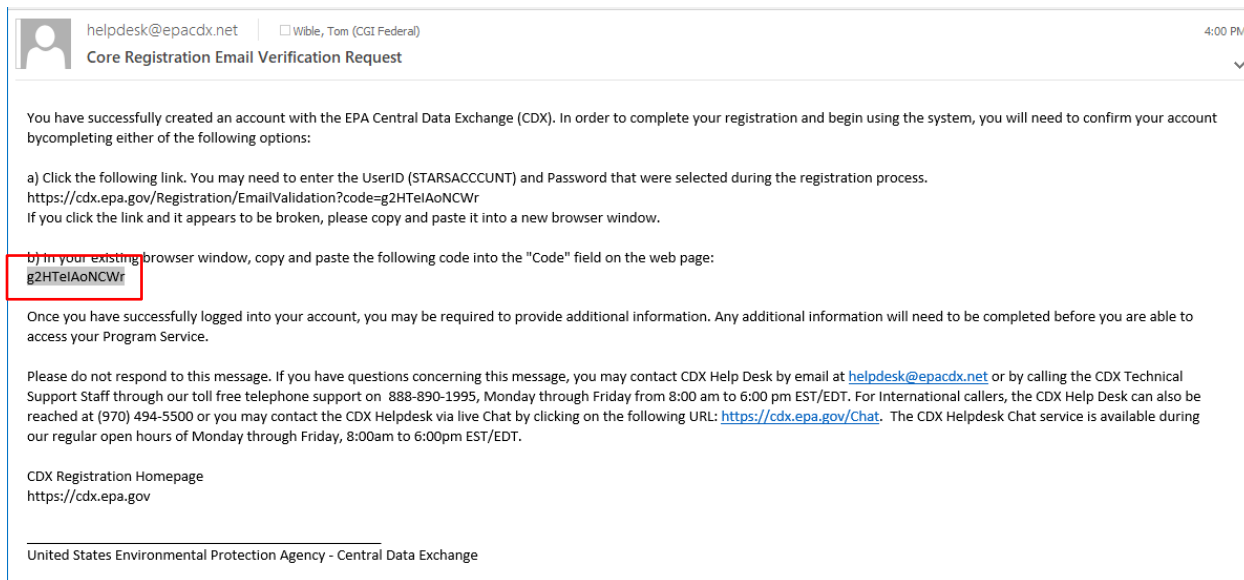 helpdesk@epacdx.net Wible, Tom (CGI Federal) 4:00 PM
Core Registration Email Verification Request
You have successfully created an account with the EPA Central Data Exchange (CDX). In order to complete your registration and begin using the system, you will need to confirm your account
bycompleting either of the following options:
a) Click the following link. You may need to enter the UserID (STARSACCCUNT) and Password that were selected during the registration process.
https://cdx.epa.gov/Registration/EmailValidation?code=g2HTeIAoNCWr
If you click the link and it appears to be broken, please copy and paste it into a new browser window.
b) In your existing browser window, copy and paste the following code into the "Code" field on the web page:
g2HTeIAoNCWr
Once you have successfully logged into your account, you may be required to provide additional information. Any additional information will need to be completed before you are able to
access your Program Service.
Please do not respond to this message. If you have questions concerning this message, you may contact CDX Help Desk by email at helpdesk@epacdx.net or by calling the CDX Technical
Support Staff through our toll free telephone support on 888-890-1995, Monday through Friday from 8:00 am to 6:00 pm EST/EDT. For International callers, the CDX Help Desk can also be
reached at (970) 494-5500 or you may contact the CDX Helpdesk via live Chat by clicking on the following URL: https://cdx.epa.gov/Chat. The CDX Helpdesk Chat service is available during
our regular open hours of Monday through Friday, 8:00am to 6:00pm EST/EDT.
CDX Registration Homepage
https://cdx.epa.gov
United States Environmental Protection Agency - Central Data Exchange